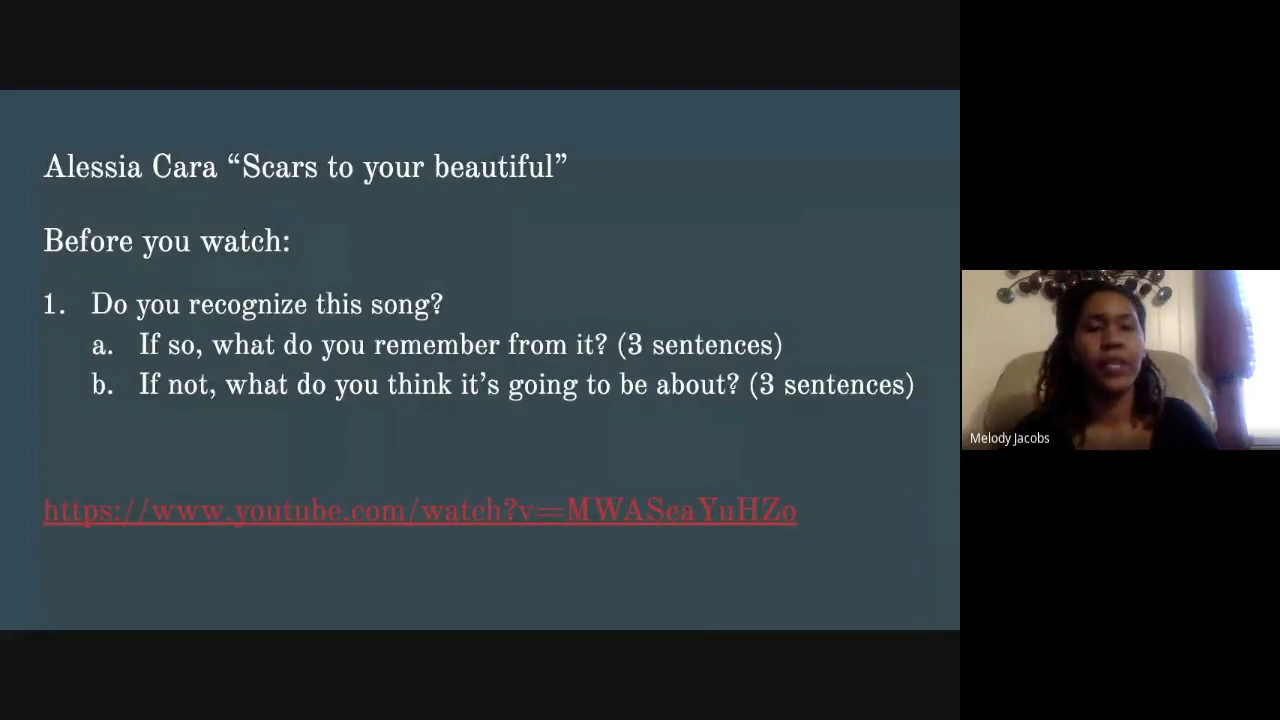 Alessia Cara “Scars to your beautiful”
Before you watch:
1. Do you recognize this song?
a. If so, what do you remember from it? (3 sentences)
b. If not, what do you think it’s going to be about? (3 sentences)
https://www.youtube.com/watch?v=MWASeaYuHZo
Melody Jacobs